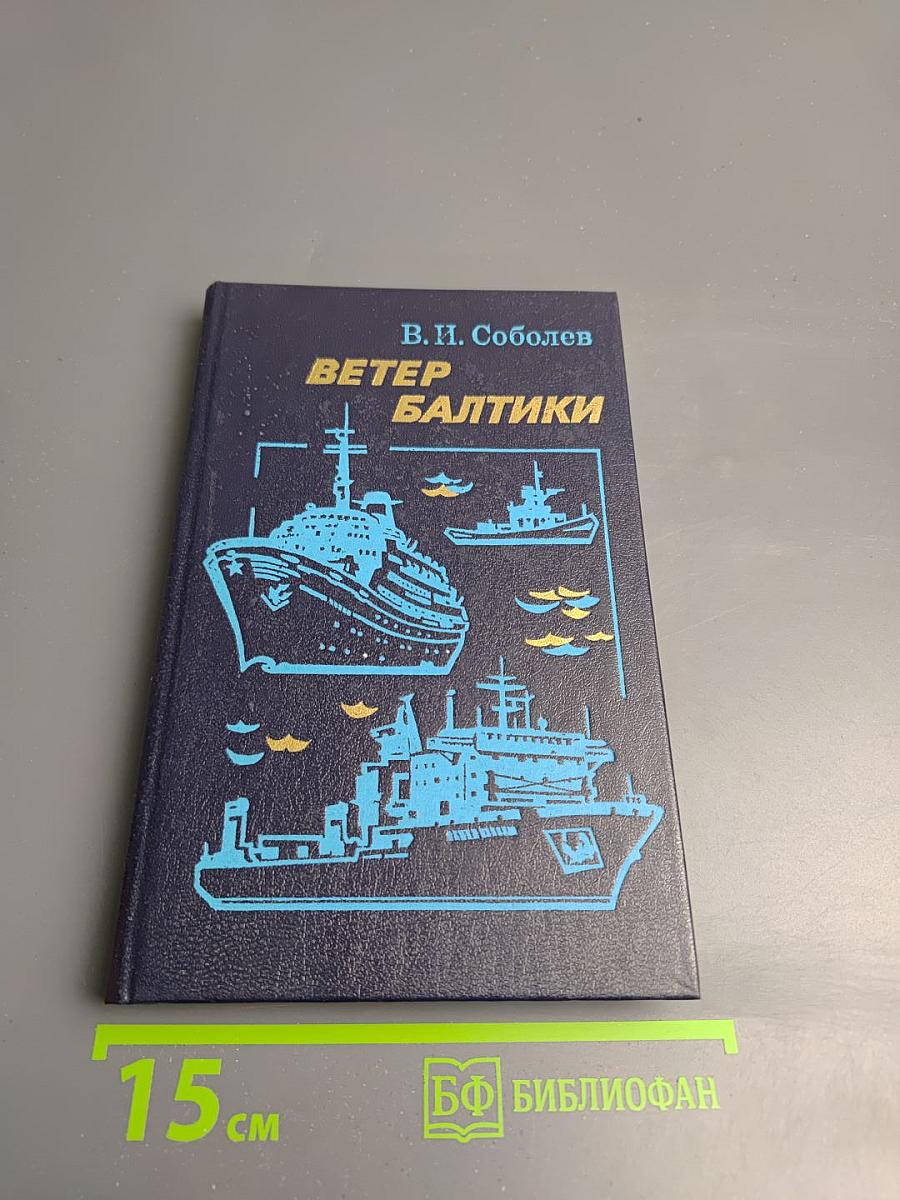 В. И. Соболев
ВЕТЕР
БАЛТИКИ
15 см
БФ БИБЛИОФАН